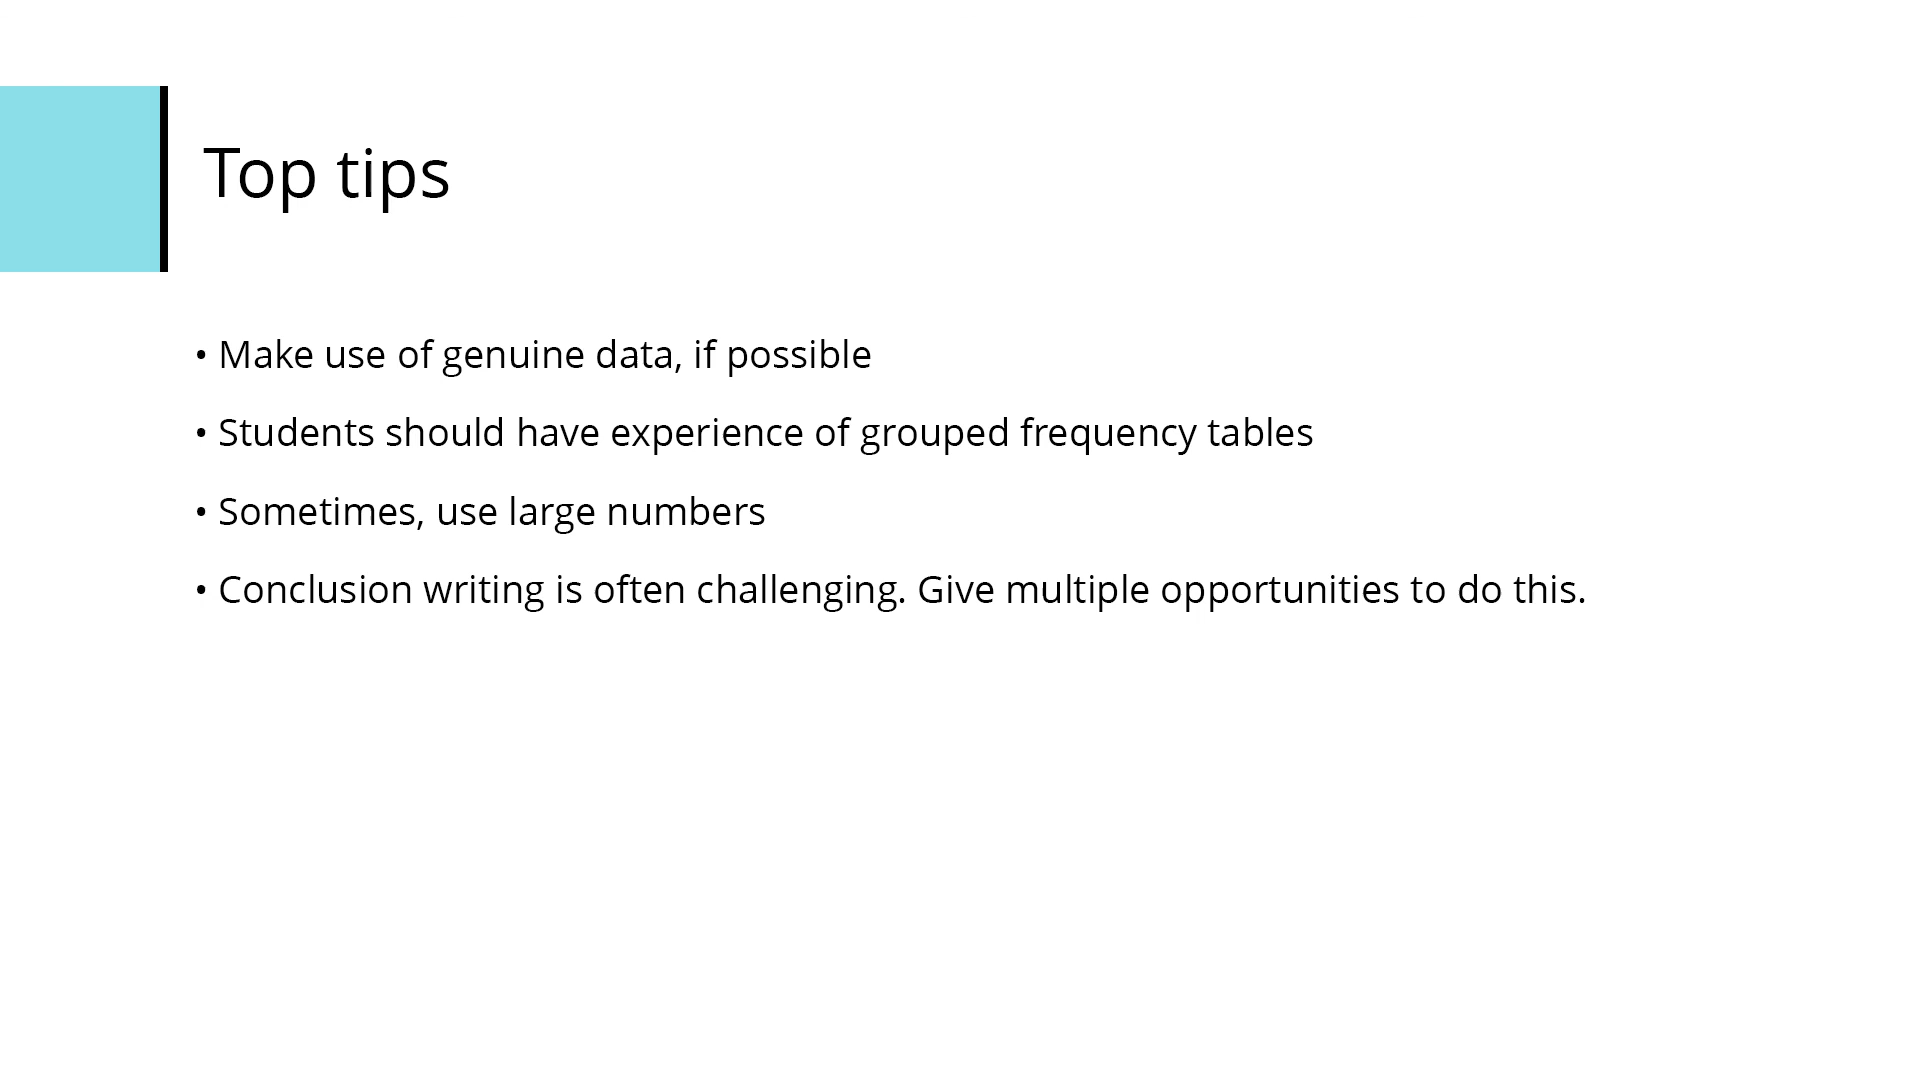 Top tips
• Make use of genuine data, if possible
• Students should have experience of grouped frequency tables
• Sometimes, use large numbers
• Conclusion writing is often challenging. Give multiple opportunities to do this.